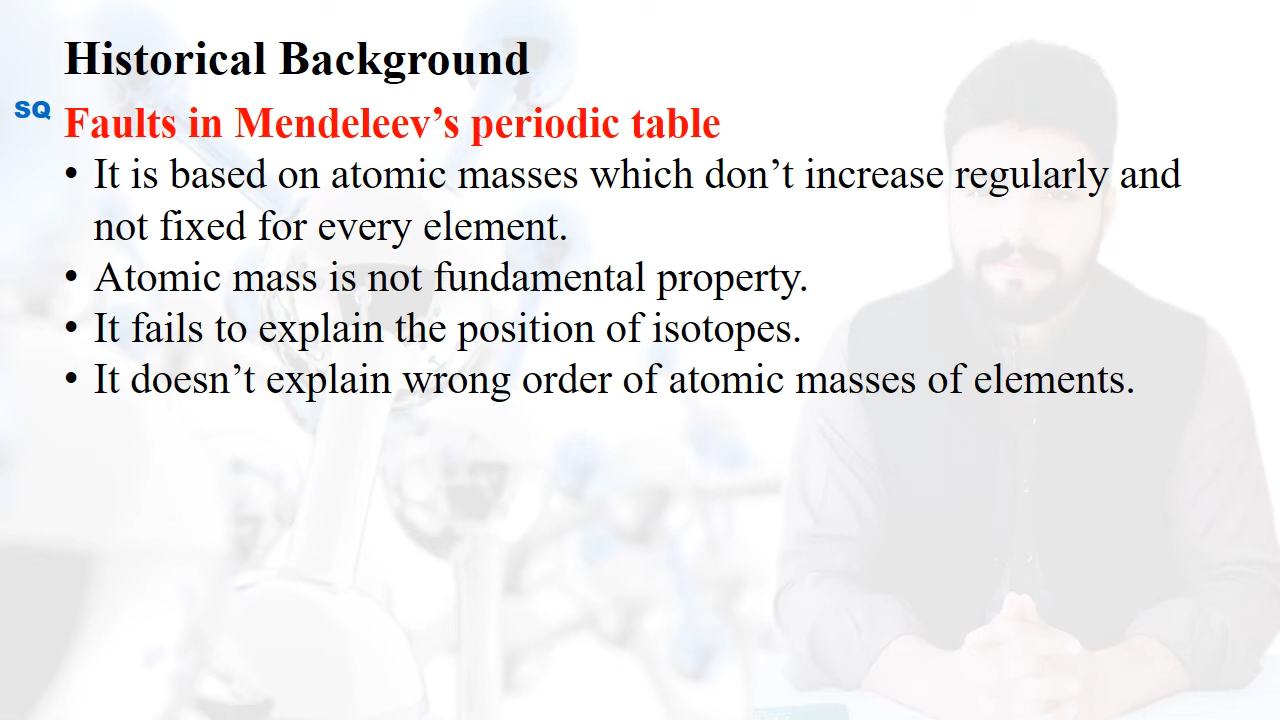 Historical Background
SQ Faults in Mendeleev’s periodic table
• It is based on atomic masses which don’t increase regularly and
not fixed for every element.
• Atomic mass is not fundamental property.
• It fails to explain the position of isotopes.
• It doesn’t explain wrong order of atomic masses of elements.